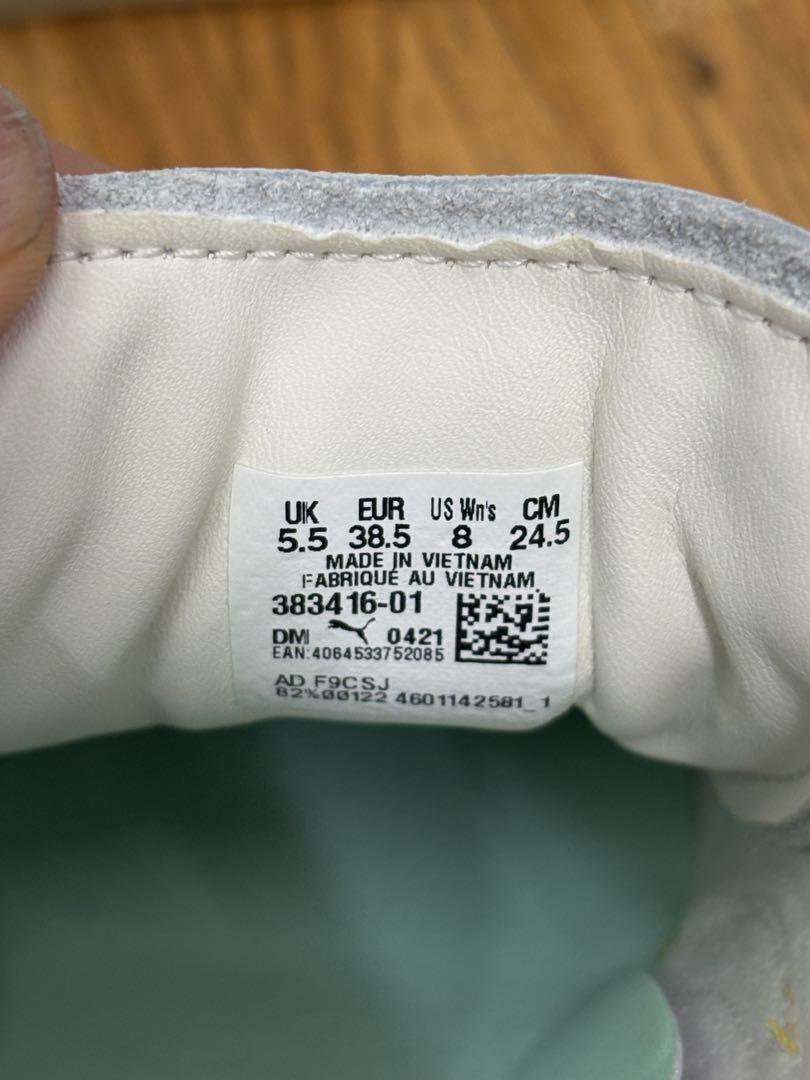 UK EUR US Wn's CM
5.5 38.5 8 24.5
MADE IN VIETNAM
FABRIQUÉ AU VIETNAM
383416-01
DM 0421
EAN:4064533752085
AD F9CSJ
82%00122 4601142581_1